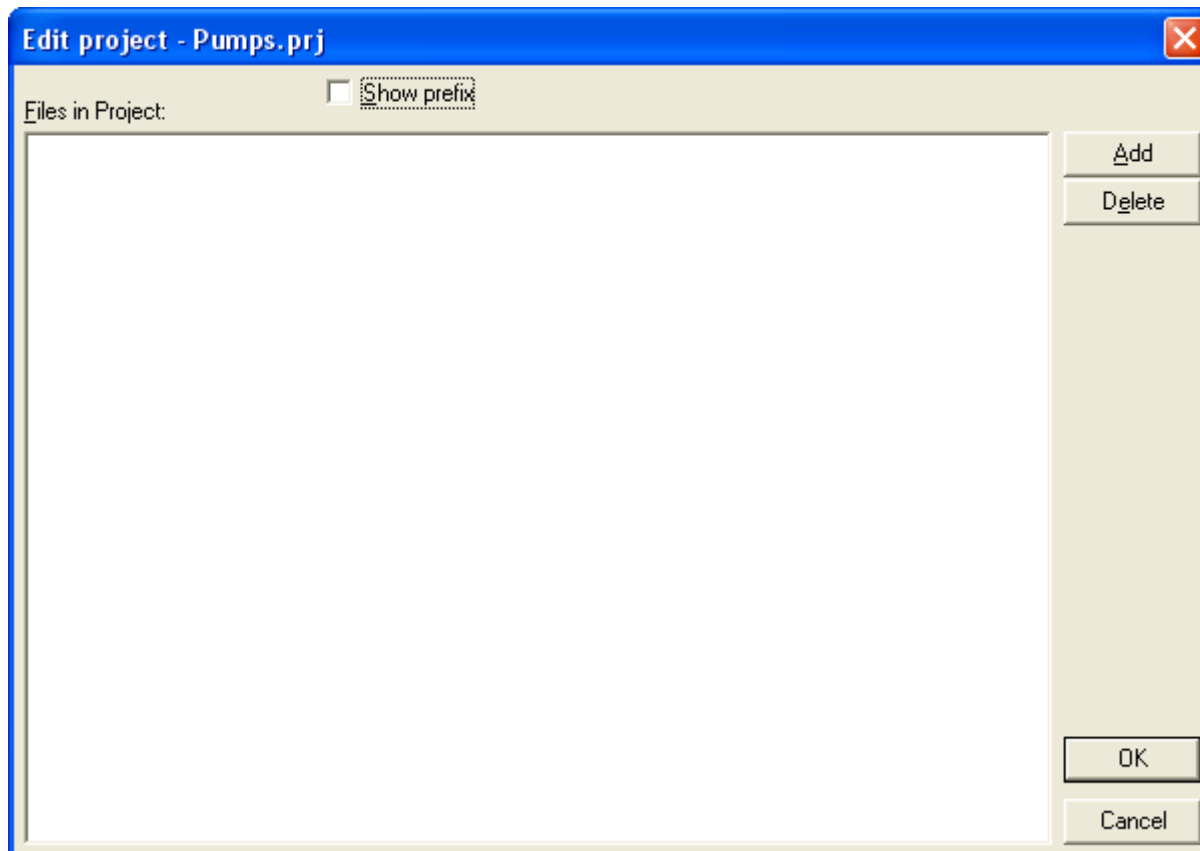 Edit project - Pumps.prj
Show prefix
Files in Project:
Add
Delete
OK
Cancel